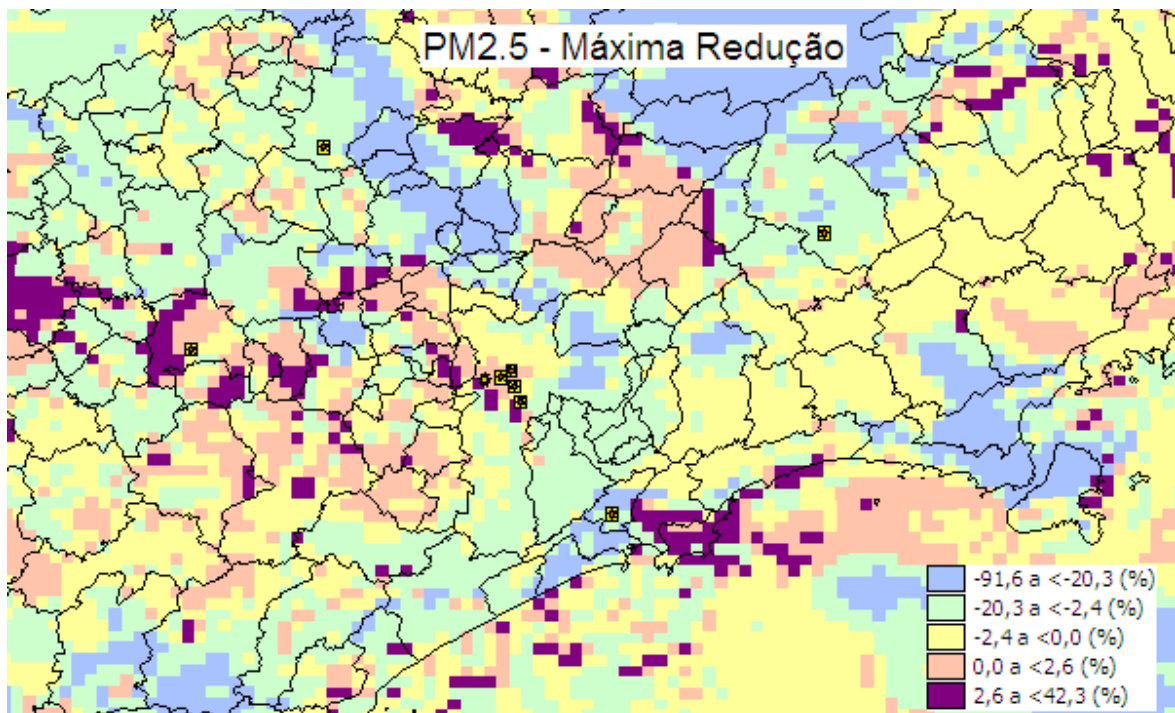 PM2.5 - Máxima Redução
-91,6 a <-20,3 (%)
-20,3 a <-2,4 (%)
-2,4 a <0,0 (%)
0,0 a <2,6 (%)
2,6 a <42,3 (%)